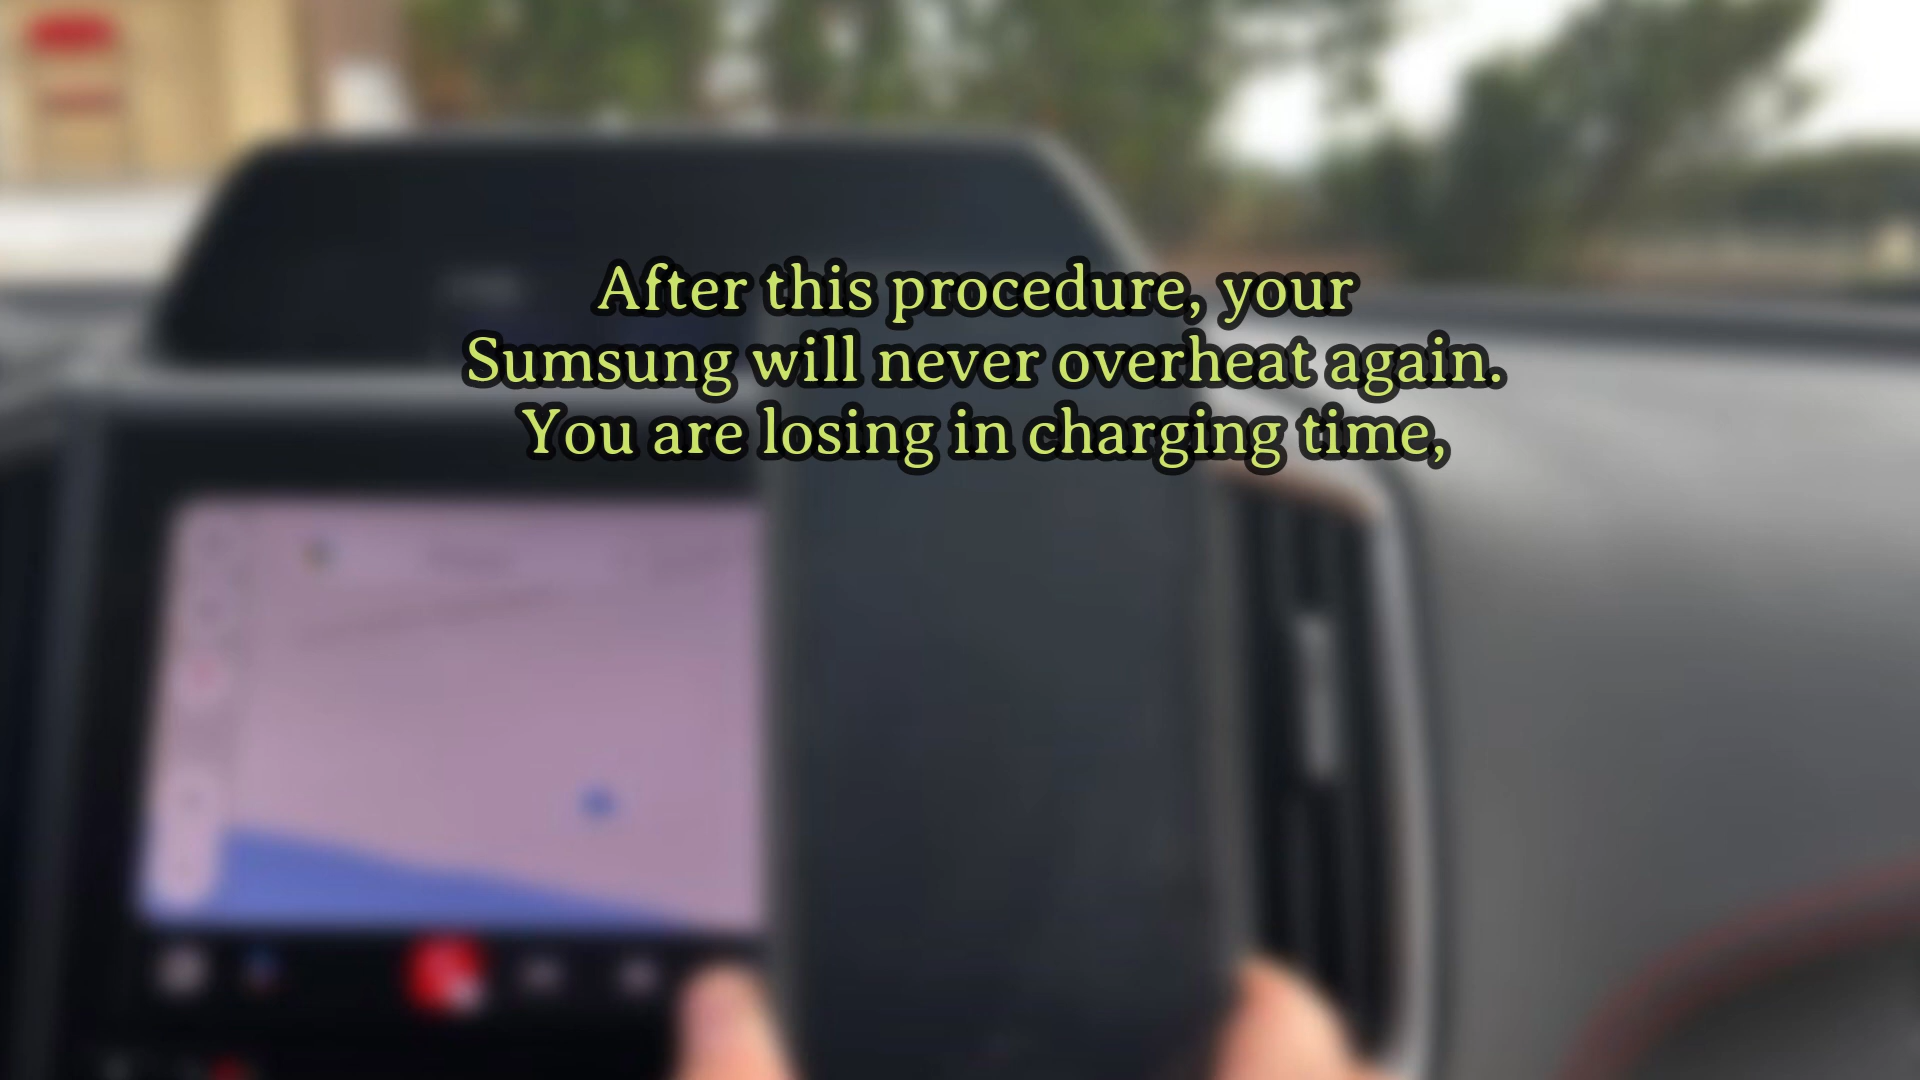 After this procedure, your
Sumsung will never overheat again.
You are losing in charging time,